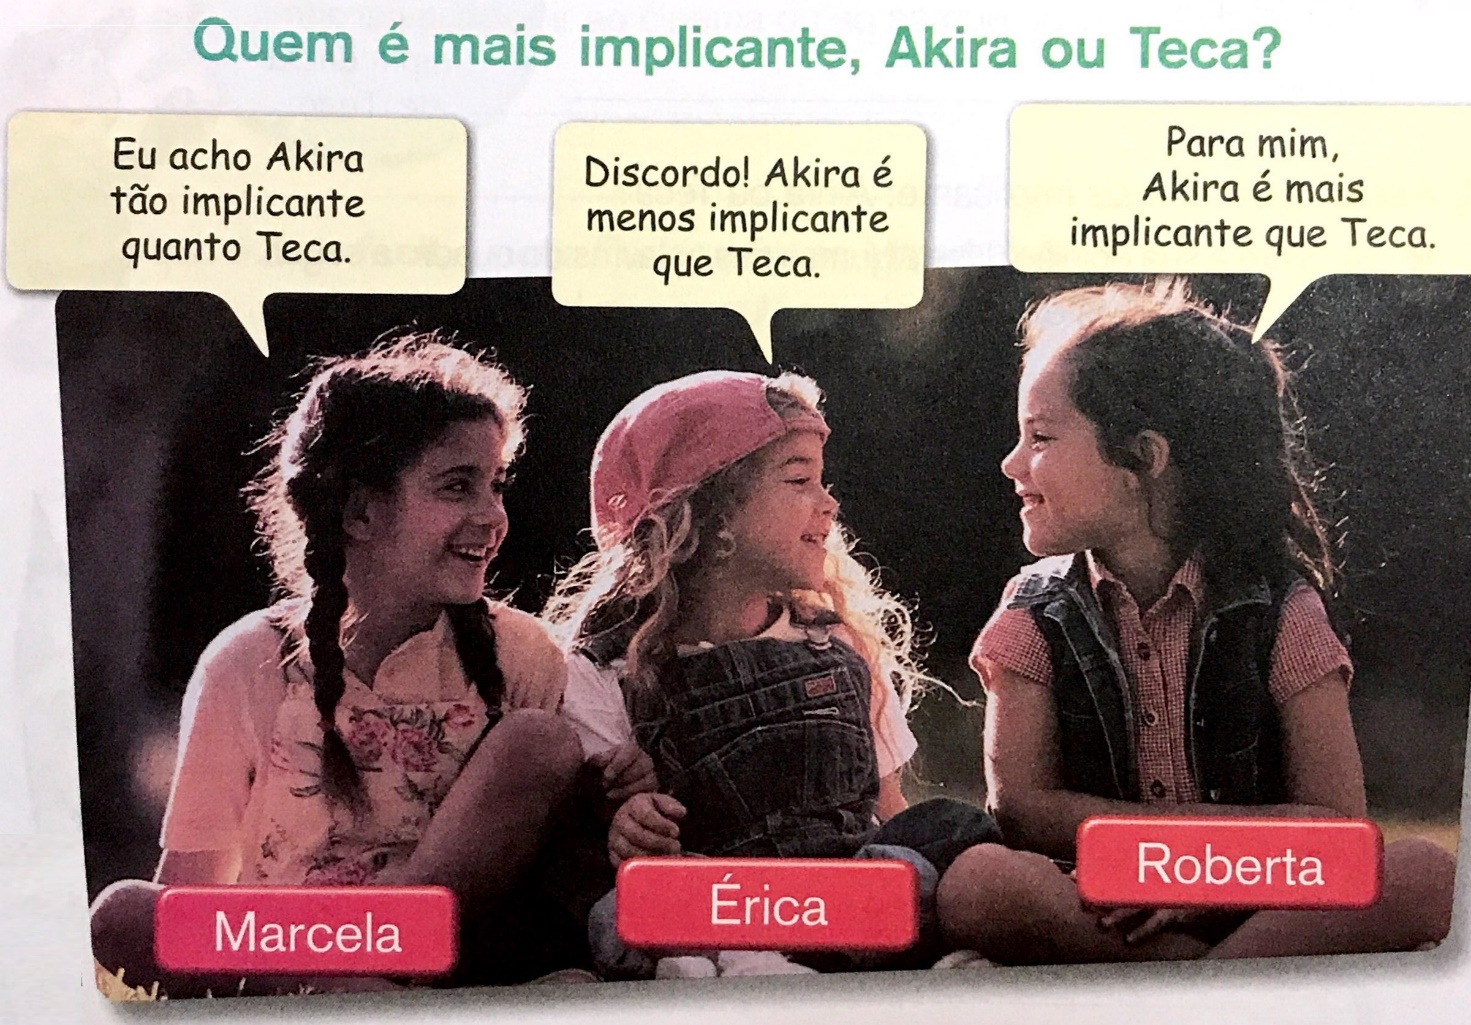 Quem é mais implicante, Akira ou Teca?
Eu acho Akira
tão implicante
quanto Teca.
Discordo! Akira é
menos implicante
que Teca.
Para mim,
Akira é mais
implicante que Teca.
Marcela
Érica
Roberta